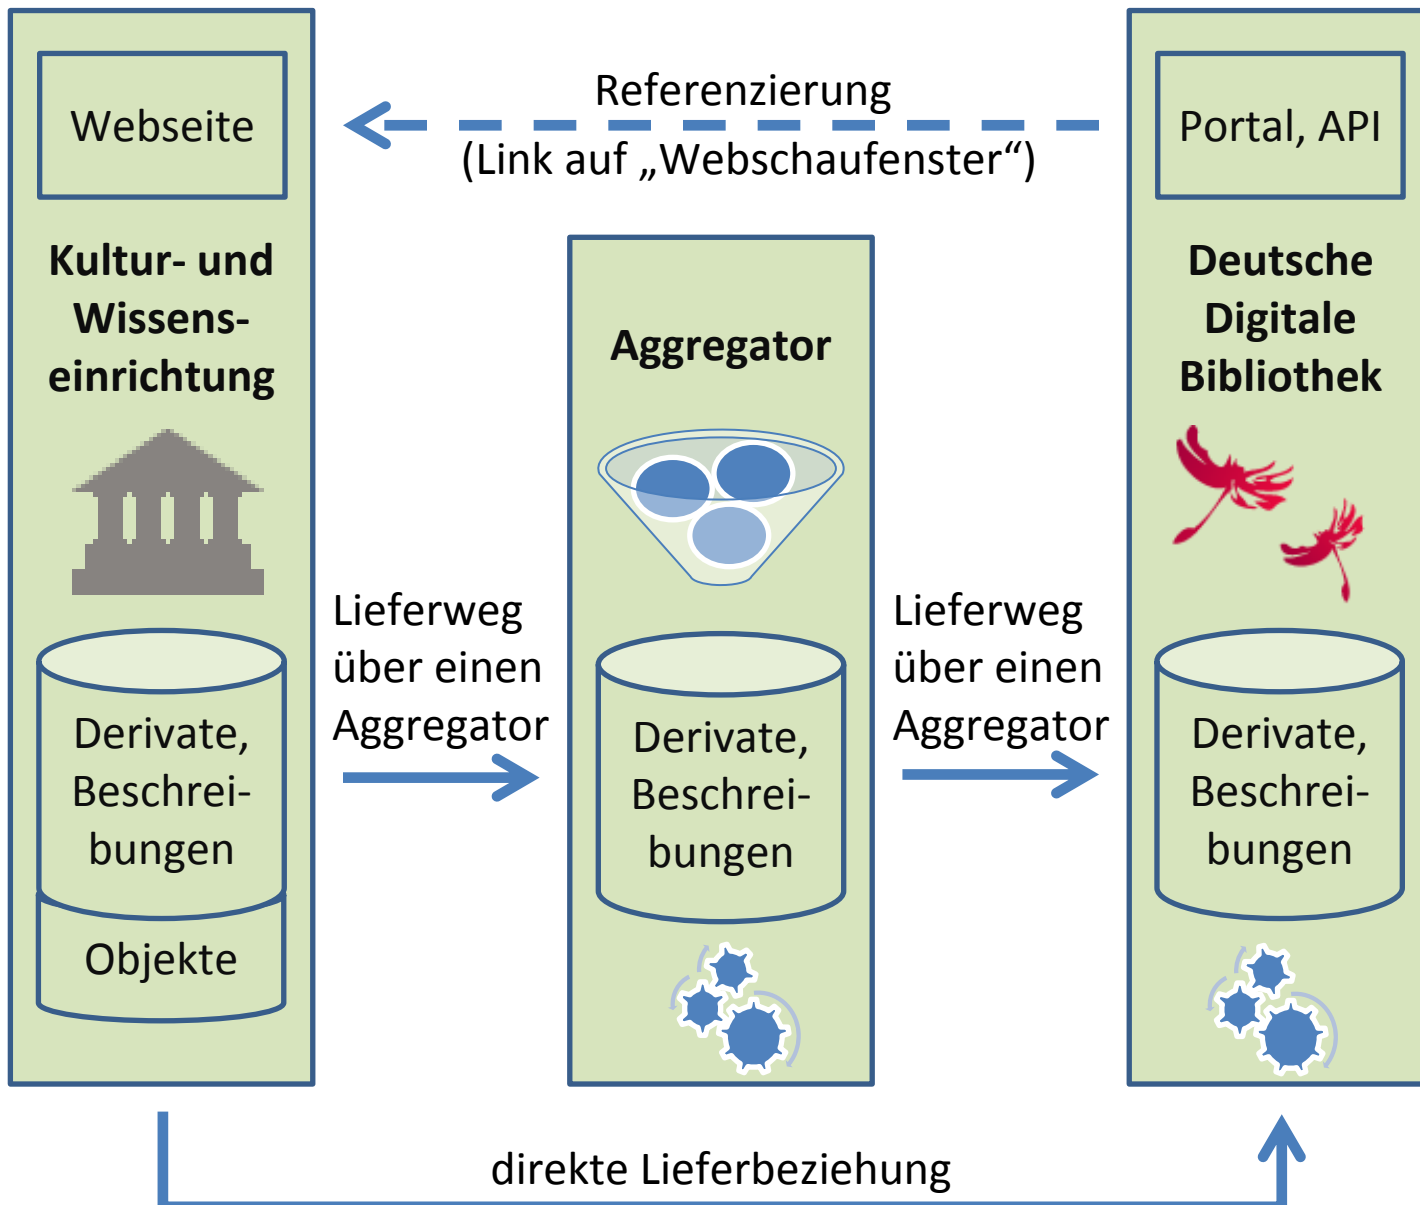 Webseite
Referenzierung
(Link auf „Webschaufenster“)
Portal, API
Kultur- und
Wissens-
einrichtung
Aggregator
Deutsche
Digitale
Bibliothek
Lieferweg
über einen
Aggregator
Lieferweg
über einen
Aggregator
Derivate,
Beschrei-
bungen
Objekte
Derivate,
Beschrei-
bungen
Derivate,
Beschrei-
bungen
direkte Lieferbeziehung